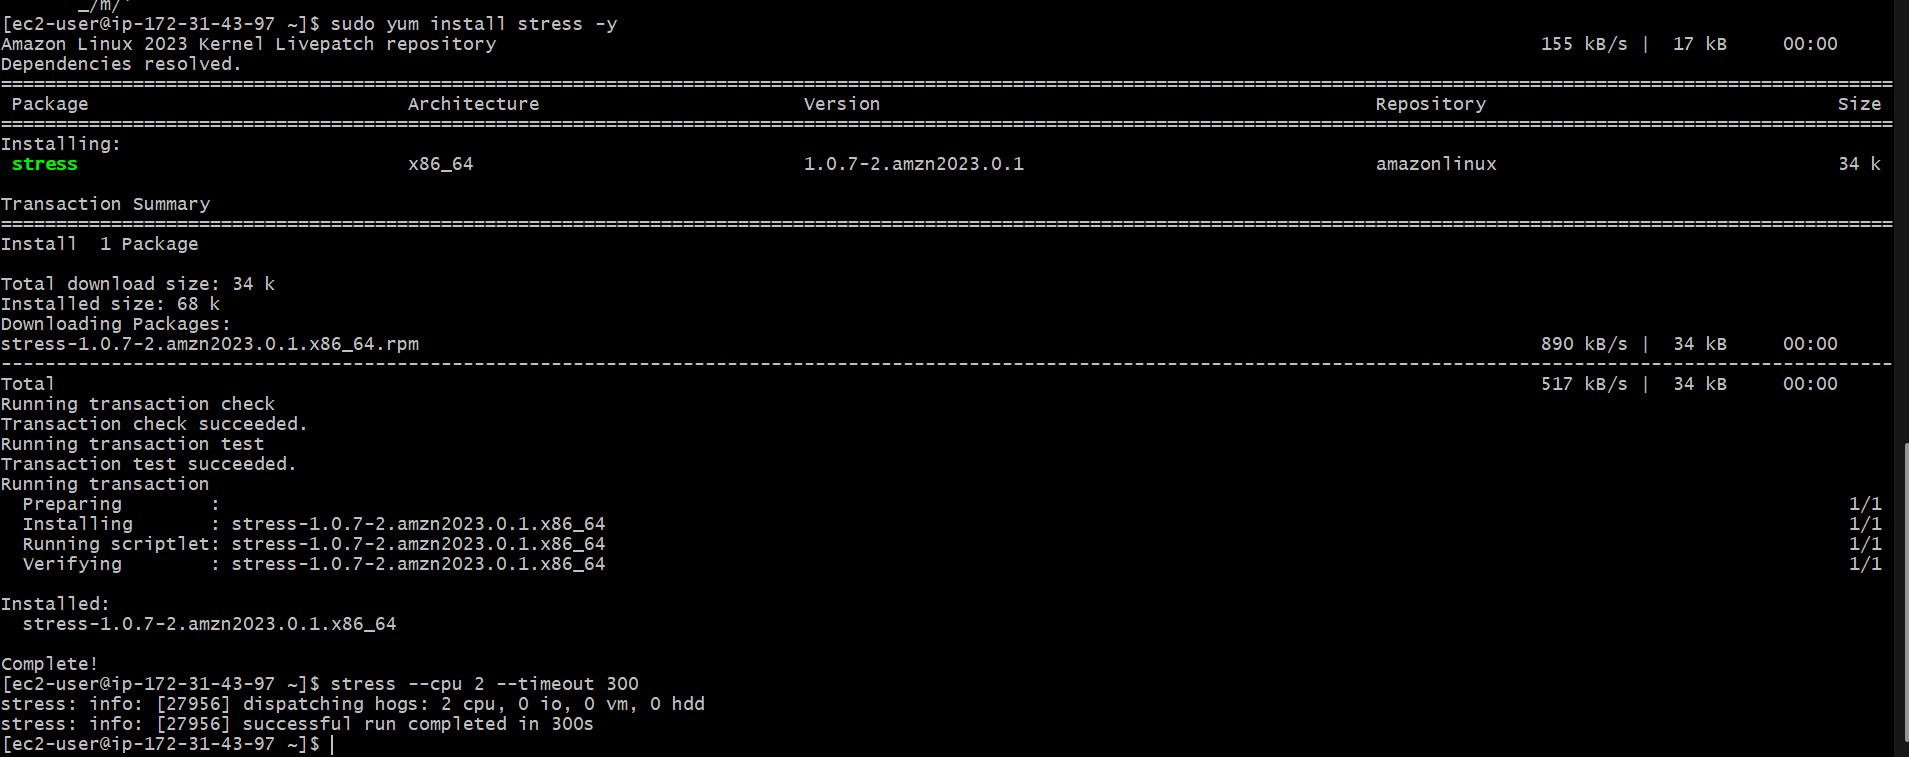 _/m/'
[ec2-user@ip-172-31-43-97 ~]$ sudo yum install stress -y
Amazon Linux 2023 Kernel Livepatch repository 155 kB/s | 17 kB 00:00
Dependencies resolved.
================================================================================
Package Architecture Version Repository Size
================================================================================
Installing:
stress x86_64 1.0.7-2.amzn2023.0.1 amazonlinux 34 k
Transaction Summary
================================================================================
Install 1 Package
Total download size: 34 k
Installed size: 68 k
Downloading Packages:
stress-1.0.7-2.amzn2023.0.1.x86_64.rpm 890 kB/s | 34 kB 00:00
--------------------------------------------------------------------------------
Total 517 kB/s | 34 kB 00:00
Running transaction check
Transaction check succeeded.
Running transaction test
Transaction test succeeded.
Running transaction
Preparing : 1/1
Installing : stress-1.0.7-2.amzn2023.0.1.x86_64 1/1
Running scriptlet: stress-1.0.7-2.amzn2023.0.1.x86_64 1/1
Verifying : stress-1.0.7-2.amzn2023.0.1.x86_64 1/1
Installed:
stress-1.0.7-2.amzn2023.0.1.x86_64
Complete!
[ec2-user@ip-172-31-43-97 ~]$ stress --cpu 2 --timeout 300
stress: info: [27956] dispatching hogs: 2 cpu, 0 io, 0 vm, 0 hdd
stress: info: [27956] successful run completed in 300s
[ec2-user@ip-172-31-43-97 ~]$